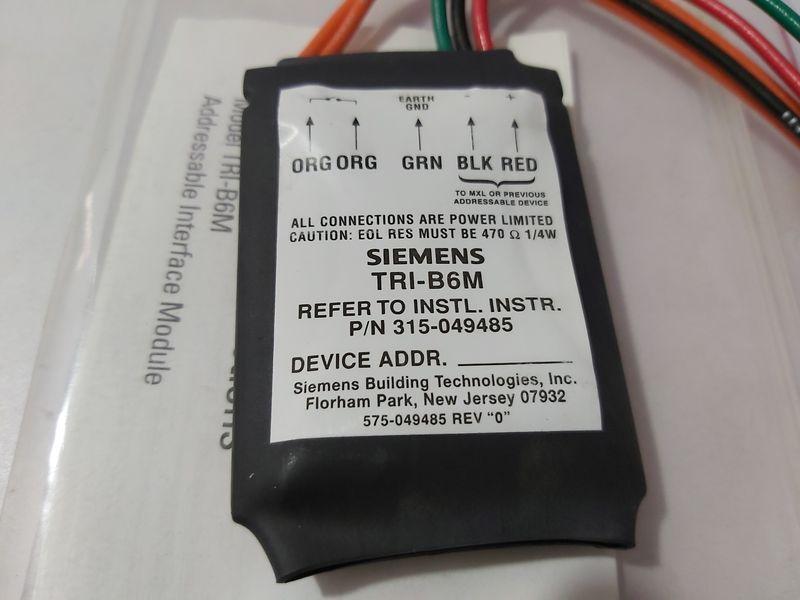 EARTH
GND
- +
ORG ORG GRN BLK RED
TO MXL OR PREVIOUS
ADDRESSABLE DEVICE
ALL CONNECTIONS ARE POWER LIMITED
CAUTION: EOL RES MUST BE 470 Ω 1/4W
SIEMENS
TRI-B6M
REFER TO INSTL. INSTR.
P/N 315-049485
DEVICE ADDR.
Siemens Building Technologies, Inc.
Florham Park, New Jersey 07932
575-049485 REV "0"
Model TRI-B6M
Addressable Interface Module